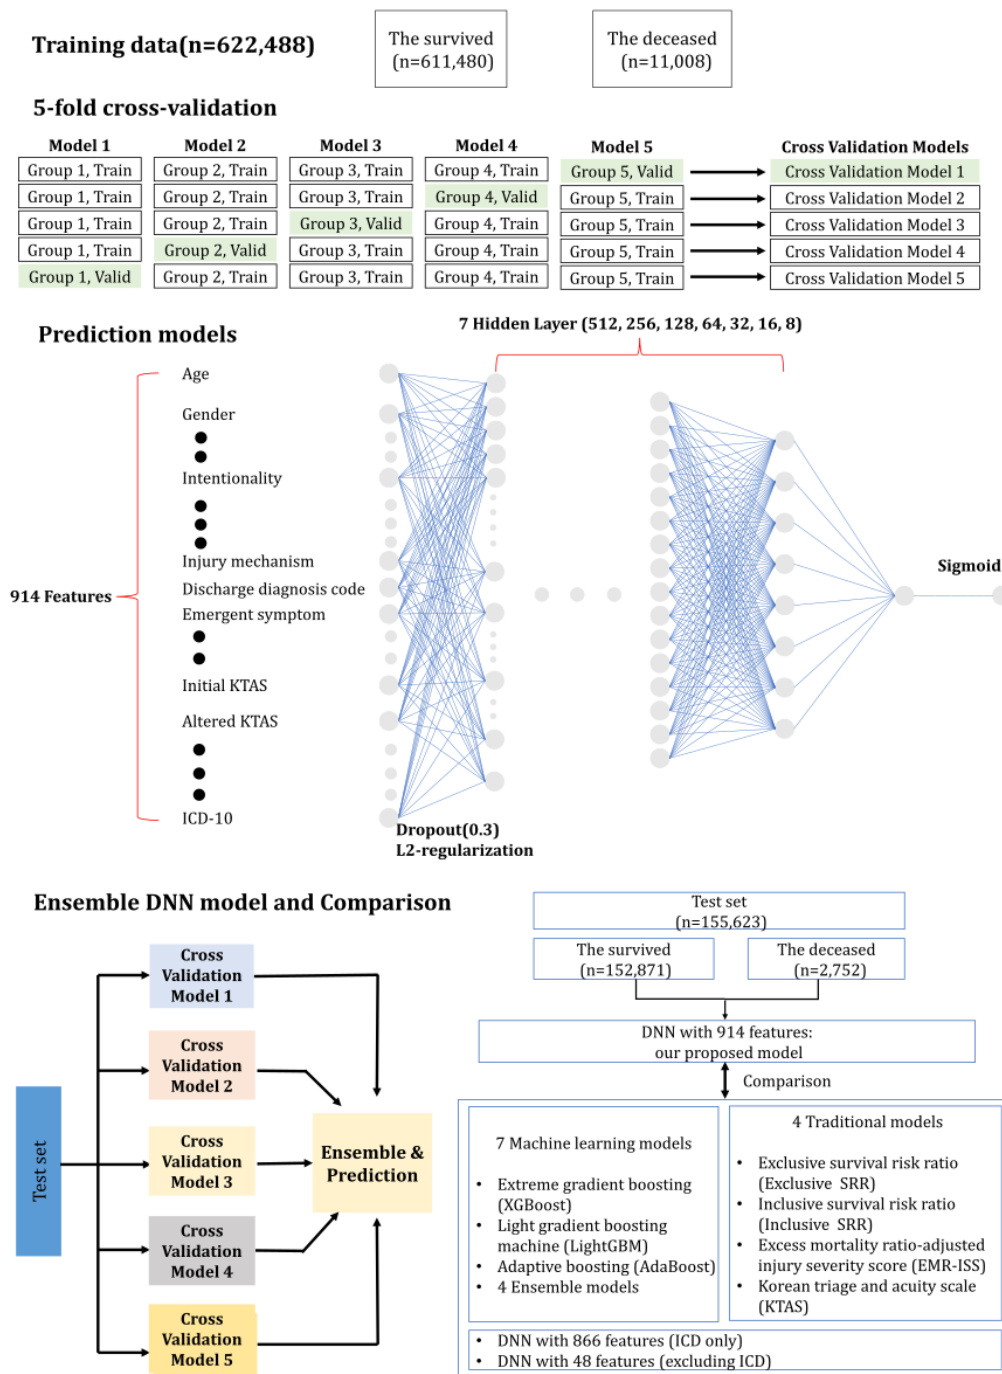 Training data(n=622,488)
The survived
(n=611,480)
The deceased
(n=11,008)
5-fold cross-validation
Model 1 Model 2 Model 3 Model 4 Model 5 Cross Validation Models
Group 1, Train Group 2, Train Group 3, Train Group 4, Train Group 5, Valid Cross Validation Model 1
Group 1, Train Group 2, Train Group 3, Train Group 4, Valid Group 5, Train Cross Validation Model 2
Group 1, Train Group 2, Train Group 3, Valid Group 4, Train Group 5, Train Cross Validation Model 3
Group 1, Train Group 2, Valid Group 3, Train Group 4, Train Group 5, Train Cross Validation Model 4
Group 1, Valid Group 2, Train Group 3, Train Group 4, Train Group 5, Train Cross Validation Model 5
Prediction models
7 Hidden Layer (512, 256, 128, 64, 32, 16, 8)
914 Features
Age
Gender
Intentionality
Injury mechanism
Discharge diagnosis code
Emergent symptom
Initial KTAS
Altered KTAS
ICD-10
Dropout(0.3)
L2-regularization
Sigmoid
Ensemble DNN model and Comparison
Test set
Cross
Validation
Model 1
Cross
Validation
Model 2
Cross
Validation
Model 3
Cross
Validation
Model 4
Cross
Validation
Model 5
Ensemble &
Prediction
Test set
(n=155,623)
The survived
(n=152,871)
The deceased
(n=2,752)
DNN with 914 features:
our proposed model
Comparison
7 Machine learning models
• Extreme gradient boosting
(XGBoost)
• Light gradient boosting
machine (LightGBM)
• Adaptive boosting (AdaBoost)
• 4 Ensemble models
4 Traditional models
• Exclusive survival risk ratio
(Exclusive SRR)
• Inclusive survival risk ratio
(Inclusive SRR)
• Excess mortality ratio-adjusted
injury severity score (EMR-ISS)
• Korean triage and acuity scale
(KTAS)
• DNN with 866 features (ICD only)
• DNN with 48 features (excluding ICD)